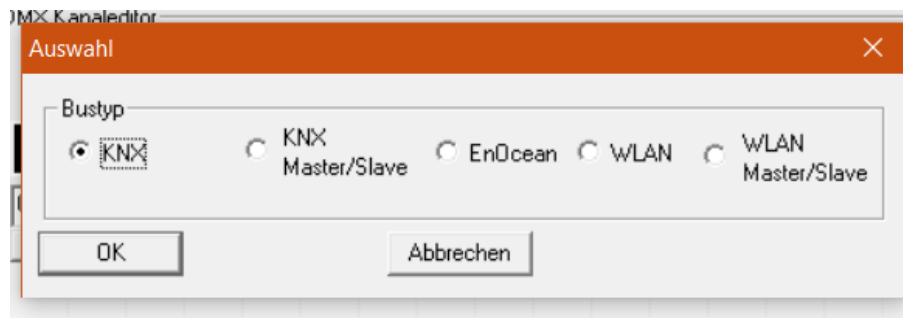 DMX Kanaleditor
Auswahl
Bustyp
KNX
KNX
Master/Slave
EnOcean
WLAN
WLAN
Master/Slave
OK
Abbrechen